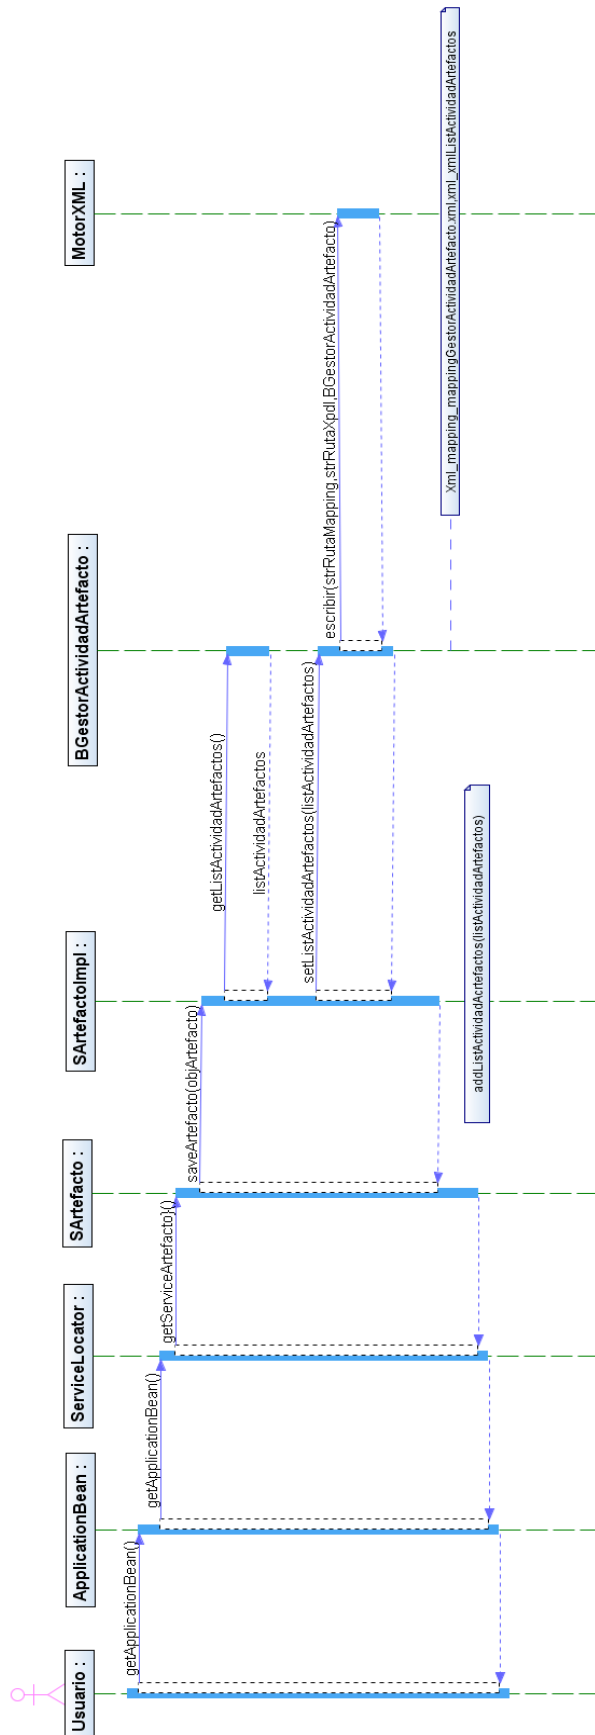 Usuario :
ApplicationBean :
ServiceLocator :
SArtefacto :
SArtefactoImpl :
BGestorActividadArtefacto :
MotorXML :
getApplicationBean()
getApplicationBean()
getServiceArtefacto}()
saveArtefacto(objArtefacto)
getListActividadArtefactos()
listActividadArtefactos
setListActividadArtefactos(listActividadArtefactos)
escribir(strRutaMapping,strRutaXpdl,BGestorActividadArtefacto)
Xml_mapping_mappingGestorActividadArtefacto.xml,xml_xmlListActividadArtefactos
addListActividadAcrtefactos(listActividadArtefactos)